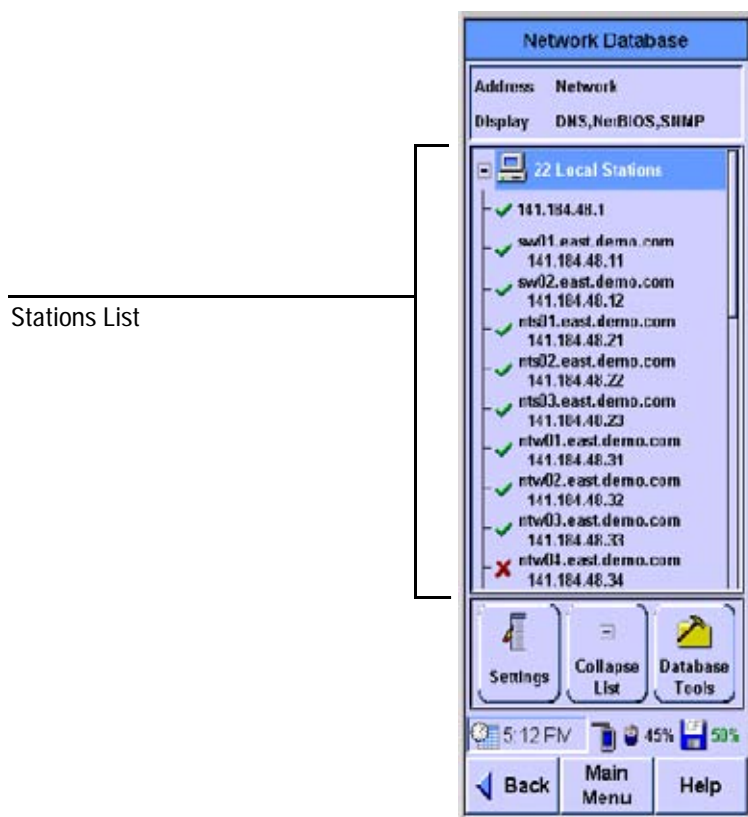 Network Database
Address Network
Display DNS,NetBIOS,SNMP
22 Local Stations
141.184.48.1
sw01.east.demo.com
141.184.48.11
sw02.east.demo.com
141.184.48.12
Stations List
nts01.east.demo.com
141.184.48.21
nts02.east.demo.com
141.184.48.22
nts03.east.demo.com
141.184.48.23
ntw01.east.demo.com
141.184.48.31
ntw02.east.demo.com
141.184.48.32
ntw03.east.demo.com
141.184.48.33
ntw04.east.demo.com
141.184.48.34
Settings
Collapse
List
Database
Tools
5:12 PM 45% 50%
Back
Main
Menu
Help